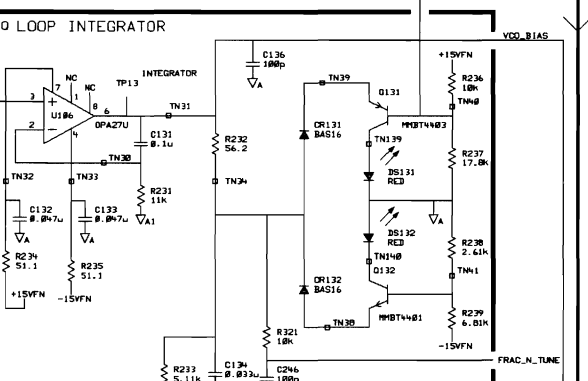 O LOOP INTEGRATOR
VCO_BIAS
C136
100p
A
+15VFN
INTEGRATOR
TN39
Q131
R236
10k
NC
NC
TP13
TN31
TN40
7
1
8
3
+
6
U106
OPA27U
2
-
4
MMBT4403
C131
0.1u
R232
56.2
CR131
BAS16
TN139
R237
17.8k
TN30
DS131
RED
TN32
TN33
TN34
R231
11k
C132
0.047u
C133
0.047u
A1
A
A
A
DS132
RED
R238
2.61k
R234
51.1
R235
51.1
TN140
Q132
TN41
CR132
BAS16
+15VFN
-15VFN
MMBT4401
R239
6.81k
TN38
R321
10k
-15VFN
FRAC_N_TUNE
R233
5.11k
C134
0.033u
C246
100p